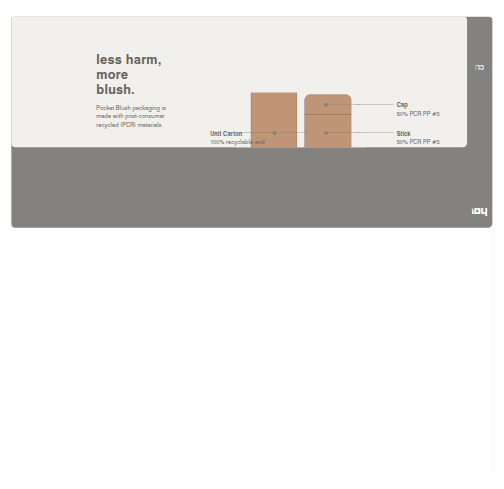 less harm,
more
blush.
Pocket Blush packaging is
made with post-consumer
recycled (PCR) materials.
Cap
50% PCR PP #5
Unit Carton
100% recyclable and
Stick
50% PCR PP #5